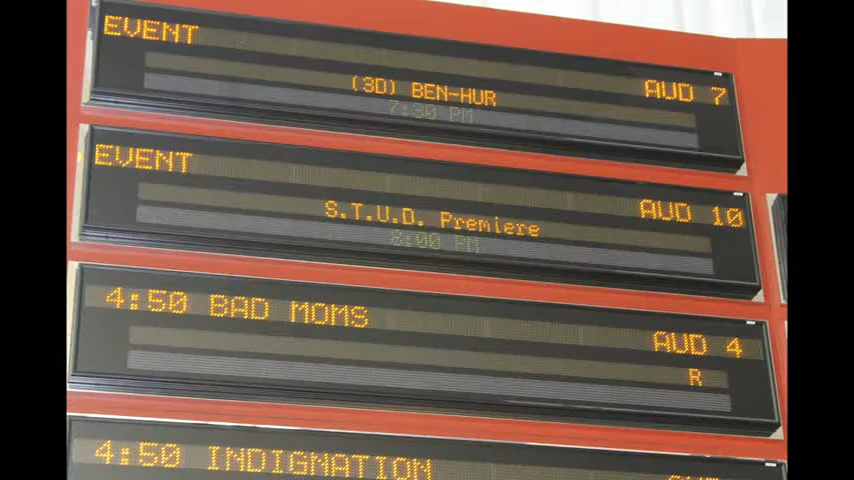 EVENT
(3D) BEN-HUR AUD 7
7:30 PM
EVENT
S.T.U.D. Premiere AUD 10
8:00 PM
4:50 BAD MOMS AUD 4
R
4:50 INDIGNATION